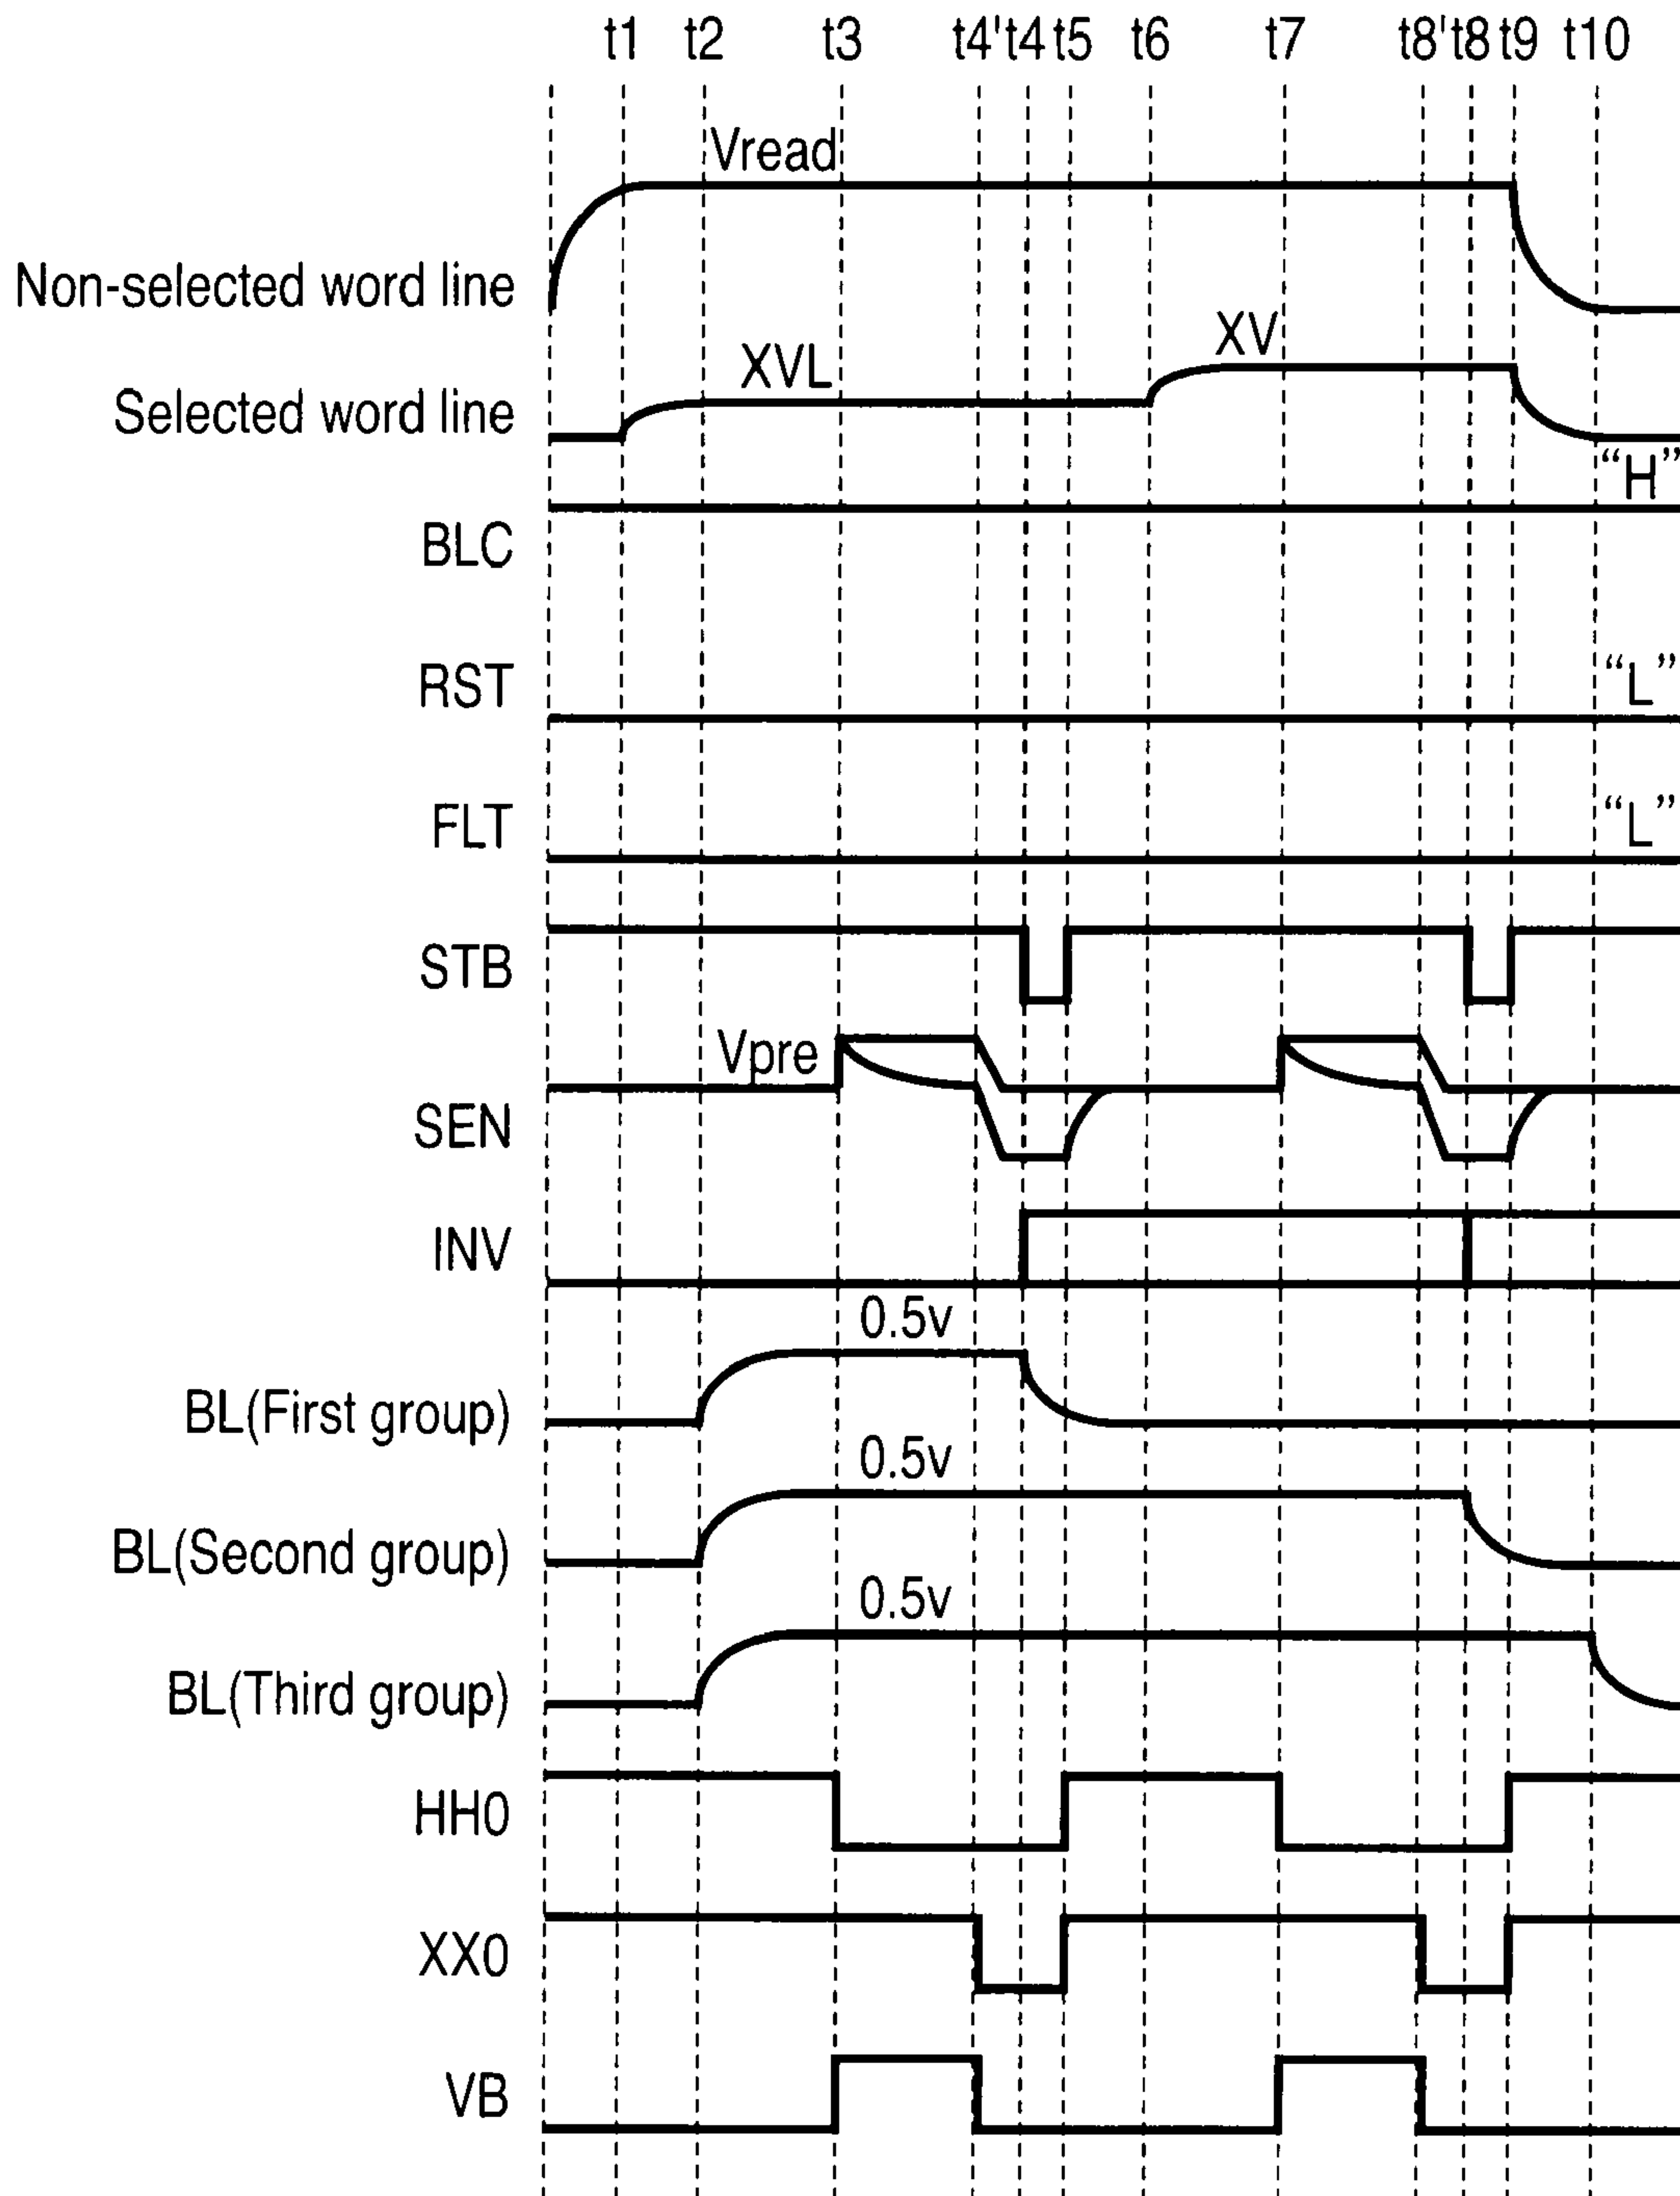 t1 t2 t3 t4' t4 t5 t6 t7 t8' t8 t9 t10
Vread
Non-selected word line
XV
XVL
Selected word line
“H”
BLC
RST “L”
FLT “L”
STB
Vpre
SEN
INV
0.5v
BL(First group)
0.5v
BL(Second group)
0.5v
BL(Third group)
HH0
XX0
VB